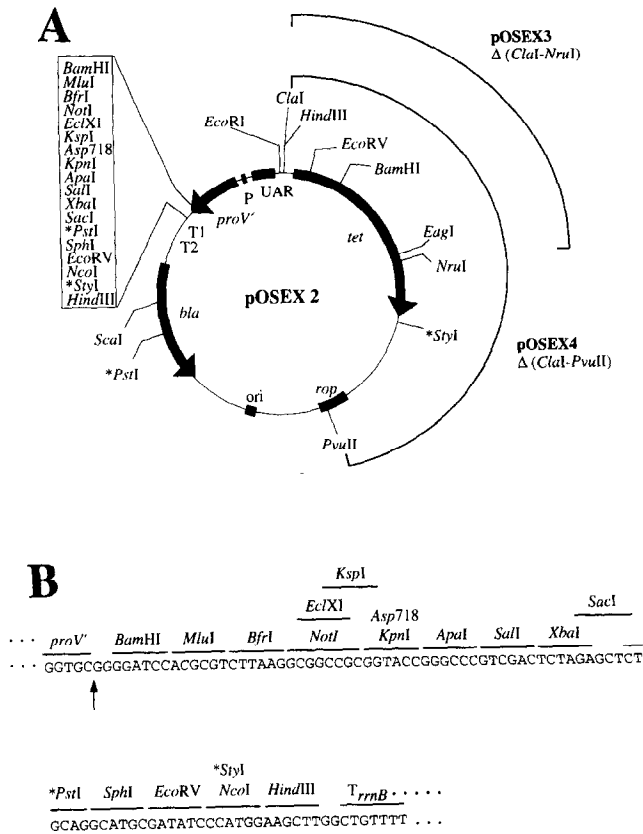 A
pOSEX3
Δ (ClaI-NruI)
BamHI
MluI
BfrI
NotI
EclXI
KspI
Asp718
KpnI
ApaI
SalI
XbaI
SacI
*PstI
SphI
EcoRV
NcoI
*StyI
HindIII
ClaI
EcoRI
HindIII
EcoRV
BamHI
UAR
P
proV´
T1
T2
tet
EagI
NruI
bla
pOSEX 2
ScaI
*StyI
pOSEX4
Δ (ClaI-PvuII)
*PstI
ori
rop
PvuII
B
KspI
EclXI
Asp718
SacI
··· proV´ BamHI MluI BfrI NotI KpnI ApaI SalI XbaI
··· GGTGCGGGGATCCACGCGTCTTAAGGCGGCCGCGGTACCGGGCCCGTCGACTCTAGAGCTCT
*StyI
*PstI SphI EcoRV NcoI HindIII TrrnB ·····
GCAGGCATGCGATATCCCATGGAAGCTTGGCTGTTTT ...